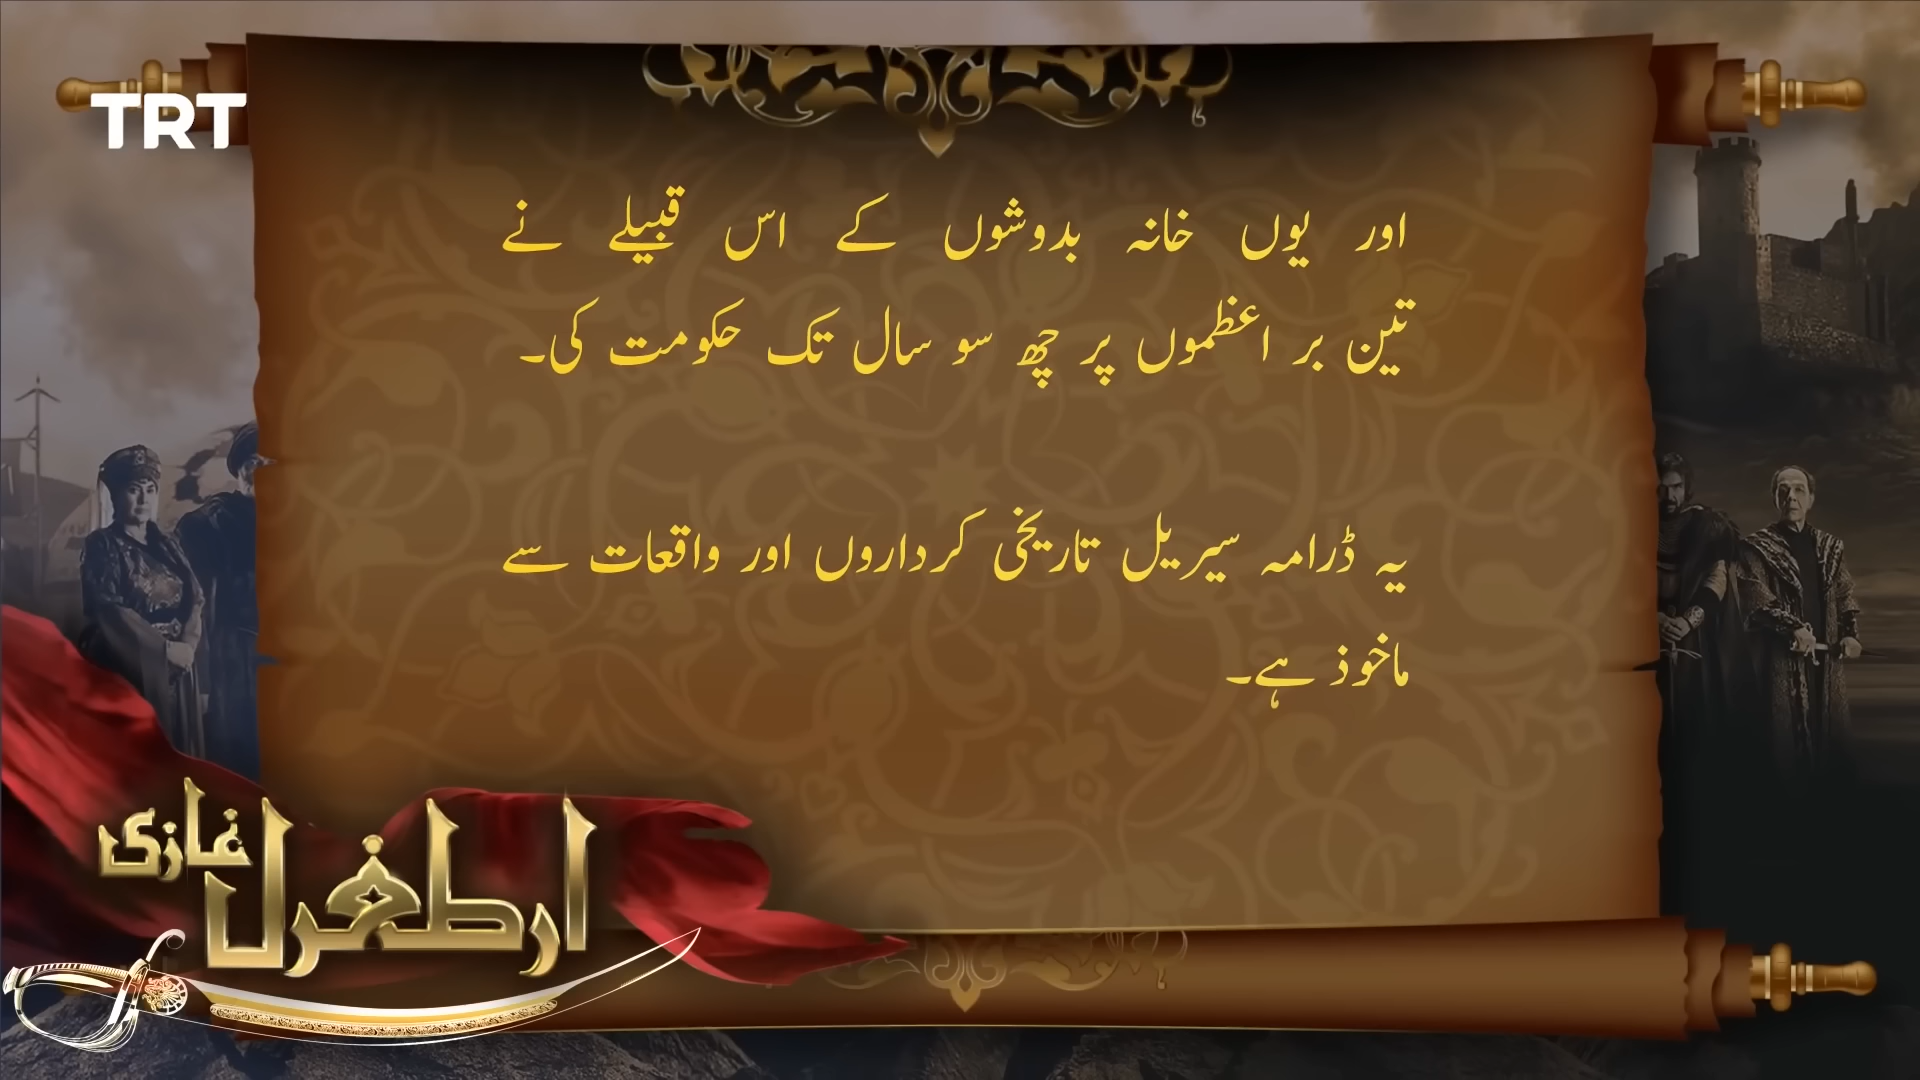 TRT
اور یوں خانہ بدوشوں کے اس قبیلے نے
تین بر اعظموں پر چھ سو سال تک حکومت کی۔
یہ ڈرامہ سیریل تاریخی کرداروں اور واقعات سے
ماخوذ ہے۔
ارطغرل غازی